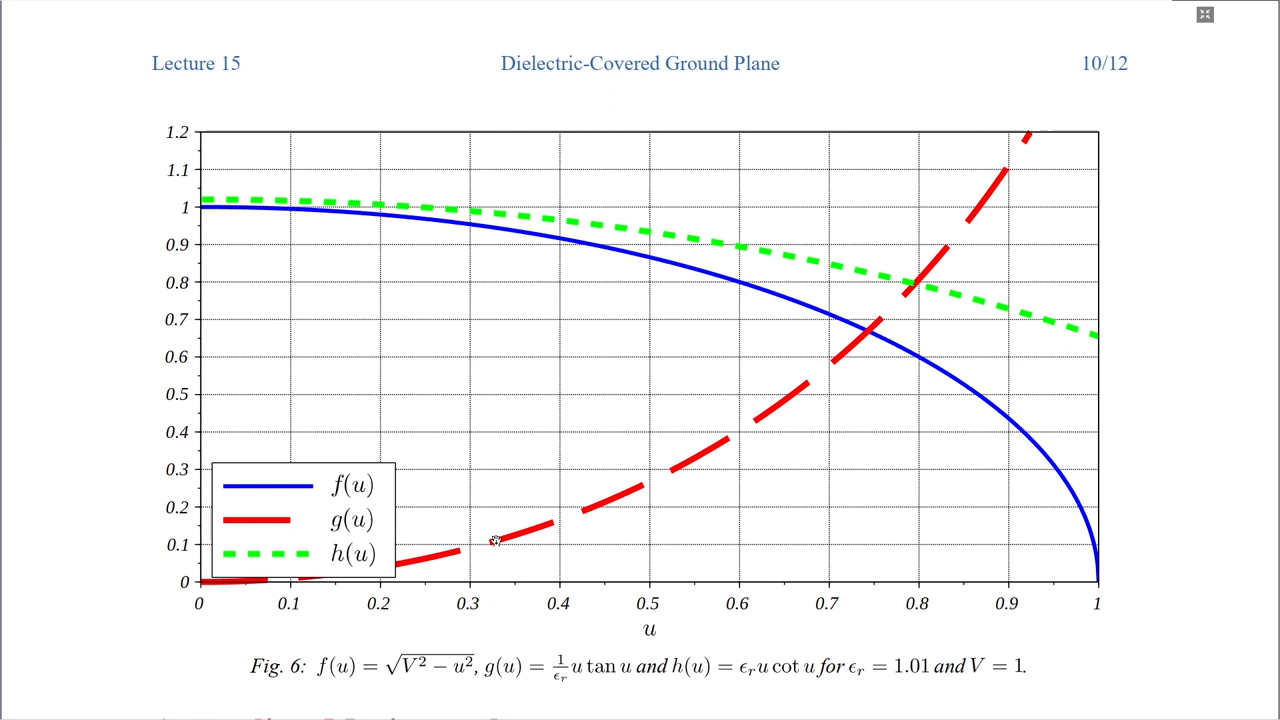 Lecture 15 Dielectric-Covered Ground Plane 10/12
1.2
1.1
1
0.9
0.8
0.7
0.6
0.5
0.4
0.3
0.2
0.1
0
f(u)
g(u)
h(u)
0 0.1 0.2 0.3 0.4 0.5 0.6 0.7 0.8 0.9 1
u
Fig. 6: f(u) = √(V² − u²), g(u) = 1/ϵᵣ u tan u and h(u) = ϵᵣu cot u for ϵᵣ = 1.01 and V = 1.